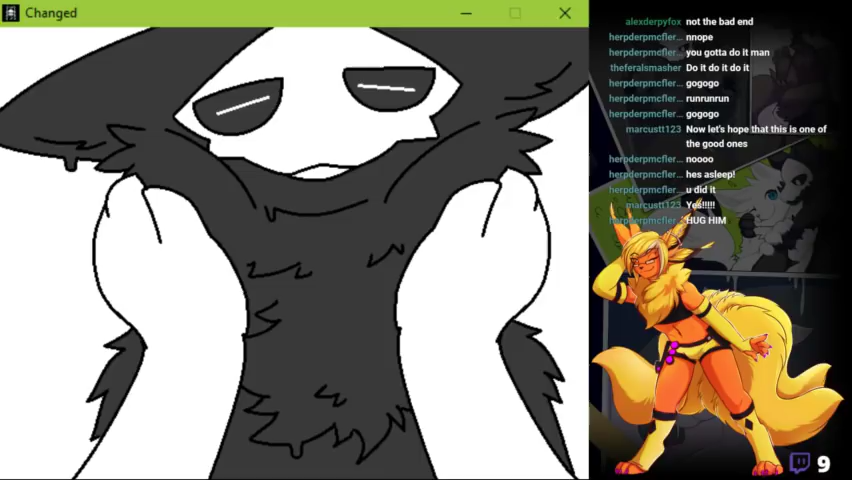 Changed
alexderpyfox not the bad end
herpderpmcfler... nnope
herpderpmcfler... you gotta do it man
theferalsmasher Do it do it do it
herpderpmcfler... gogogo
herpderpmcfler... runrunrun
herpderpmcfler... gogogo
marcustt123 Now let's hope that this is one of
the good ones
herpderpmcfler... noooo
herpderpmcfler... hes asleep!
herpderpmcfler... u did it
marcustt123 Yes!!!!!
herpderpmcfler... HUG HIM
9